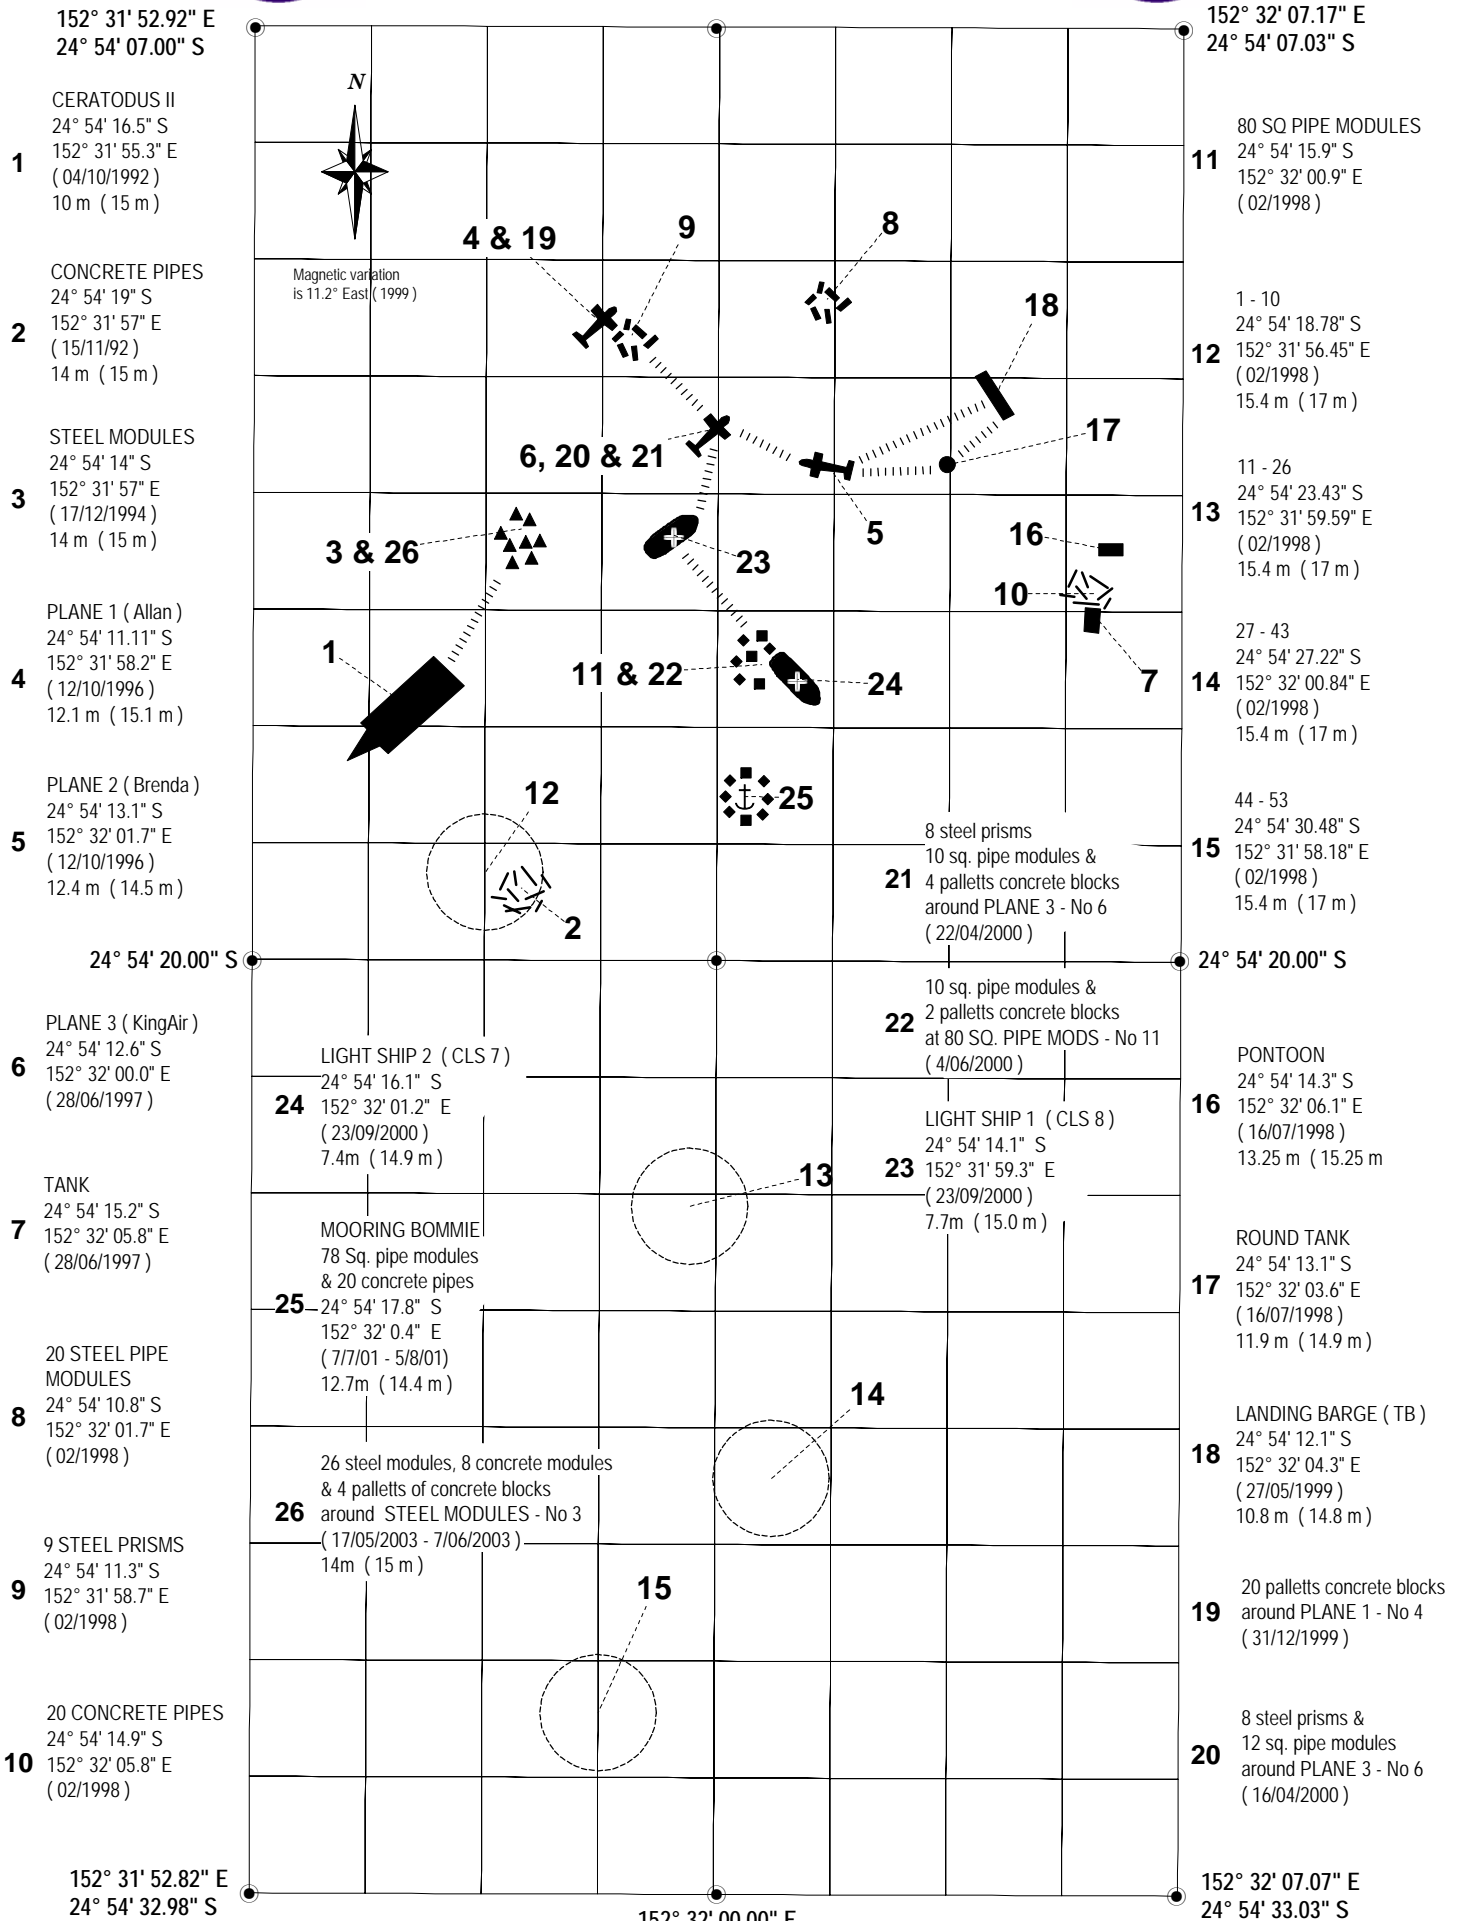 152° 31' 52.92" E
24° 54' 07.00" S
152° 32' 07.17" E
24° 54' 07.03" S
1
CERATODUS II
24° 54' 16.5" S
152° 31' 55.3" E
( 04/10/1992 )
10 m ( 15 m )
2
CONCRETE PIPES
24° 54' 19" S
152° 31' 57" E
( 15/11/92 )
14 m ( 15 m )
3
STEEL MODULES
24° 54' 14" S
152° 31' 57" E
( 17/12/1994 )
14 m ( 15 m )
4
PLANE 1 ( Allan )
24° 54' 11.11" S
152° 31' 58.2" E
( 12/10/1996 )
12.1 m ( 15.1 m )
5
PLANE 2 ( Brenda )
24° 54' 13.1" S
152° 32' 01.7" E
( 12/10/1996 )
12.4 m ( 14.5 m )
24° 54' 20.00" S
6
PLANE 3 ( KingAir )
24° 54' 12.6" S
152° 32' 00.0" E
( 28/06/1997 )
7
TANK
24° 54' 15.2" S
152° 32' 05.8" E
( 28/06/1997 )
8
20 STEEL PIPE
MODULES
24° 54' 10.8" S
152° 32' 01.7" E
( 02/1998 )
9
9 STEEL PRISMS
24° 54' 11.3" S
152° 31' 58.7" E
( 02/1998 )
10
20 CONCRETE PIPES
24° 54' 14.9" S
152° 32' 05.8" E
( 02/1998 )
152° 31' 52.82" E
24° 54' 32.98" S
N
Magnetic variation
is 11.2° East ( 1999 )
4 & 19
9
8
18
17
6, 20 & 21
5
3 & 26
23
16
10
7
1
11 & 22
24
12
25
2
21
8 steel prisms
10 sq. pipe modules &
4 palletts concrete blocks
around PLANE 3 - No 6
( 22/04/2000 )
22
10 sq. pipe modules &
2 palletts concrete blocks
at 80 SQ. PIPE MODS - No 11
( 4/06/2000 )
24
LIGHT SHIP 2 ( CLS 7 )
24° 54' 16.1" S
152° 32' 01.2" E
( 23/09/2000 )
7.4m ( 14.9 m )
23
LIGHT SHIP 1 ( CLS 8 )
24° 54' 14.1" S
152° 31' 59.3" E
( 23/09/2000 )
7.7m ( 15.0 m )
13
25
MOORING BOMMIE
78 Sq. pipe modules
& 20 concrete pipes
24° 54' 17.8" S
152° 32' 0.4" E
( 7/7/01 - 5/8/01)
12.7m ( 14.4 m )
14
26
26 steel modules, 8 concrete modules
& 4 palletts of concrete blocks
around STEEL MODULES - No 3
( 17/05/2003 - 7/06/2003 )
14m ( 15 m )
15
11
80 SQ PIPE MODULES
24° 54' 15.9" S
152° 32' 00.9" E
( 02/1998 )
12
1 - 10
24° 54' 18.78" S
152° 31' 56.45" E
( 02/1998 )
15.4 m ( 17 m )
13
11 - 26
24° 54' 23.43" S
152° 31' 59.59" E
( 02/1998 )
15.4 m ( 17 m )
14
27 - 43
24° 54' 27.22" S
152° 32' 00.84" E
( 02/1998 )
15.4 m ( 17 m )
15
44 - 53
24° 54' 30.48" S
152° 31' 58.18" E
( 02/1998 )
15.4 m ( 17 m )
24° 54' 20.00" S
16
PONTOON
24° 54' 14.3" S
152° 32' 06.1" E
( 16/07/1998 )
13.25 m ( 15.25 m
17
ROUND TANK
24° 54' 13.1" S
152° 32' 03.6" E
( 16/07/1998 )
11.9 m ( 14.9 m )
18
LANDING BARGE ( TB )
24° 54' 12.1" S
152° 32' 04.3" E
( 27/05/1999 )
10.8 m ( 14.8 m )
19
20 palletts concrete blocks
around PLANE 1 - No 4
( 31/12/1999 )
20
8 steel prisms &
12 sq. pipe modules
around PLANE 3 - No 6
( 16/04/2000 )
152° 32' 07.07" E
24° 54' 33.03" S
152° 32' 00.00" E